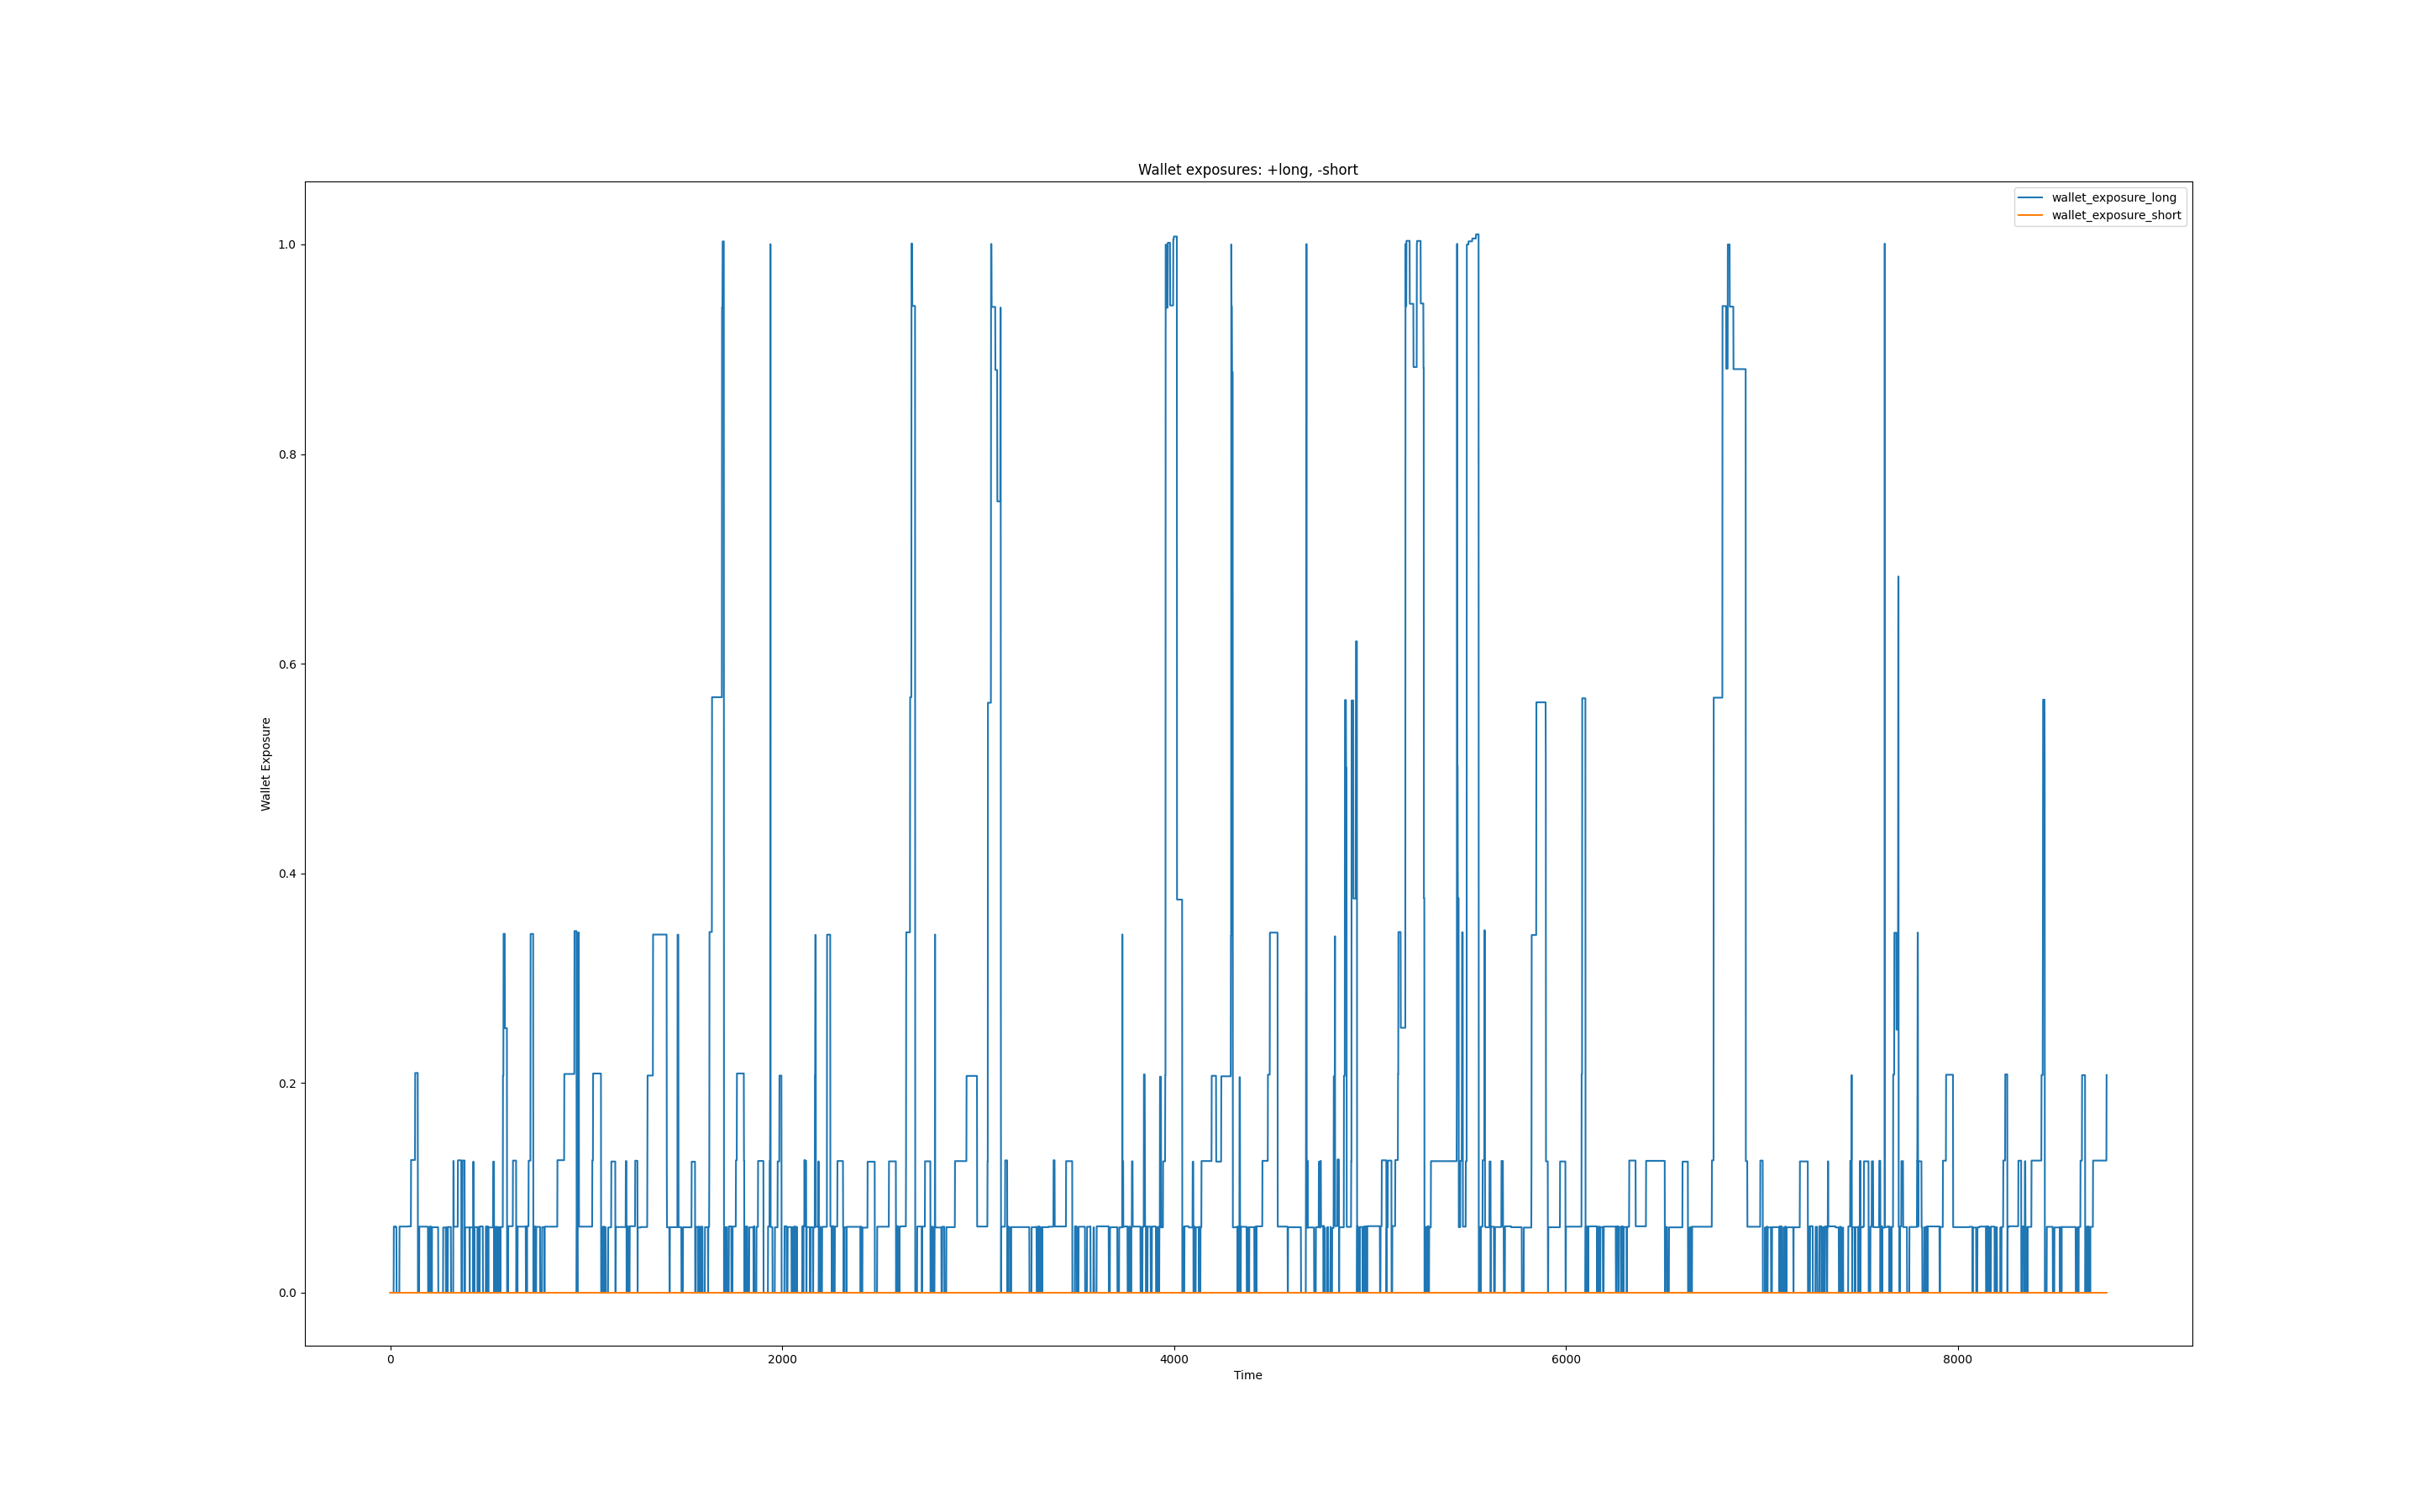 Wallet exposures: +long, -short
wallet_exposure_long
wallet_exposure_short
1.0
0.8
0.6
0.4
0.2
0.0
Wallet Exposure
0 2000 4000 6000 8000
Time